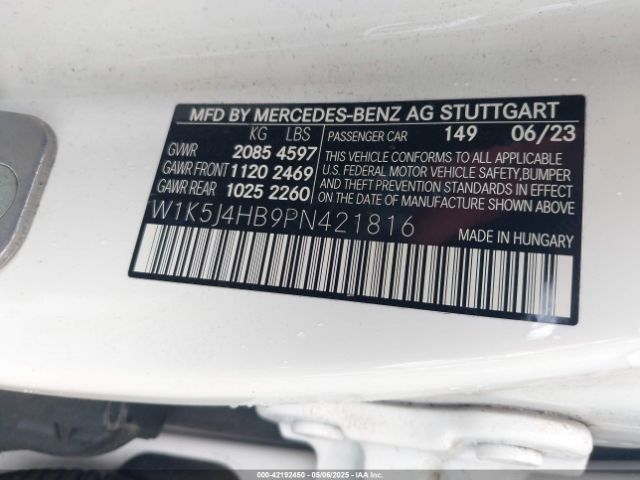 MFD BY MERCEDES-BENZ AG STUTTGART
KG LBS PASSENGER CAR 149 06/23
GVWR 2085 4597
GAWR FRONT 1120 2469
GAWR REAR 1025 2260
THIS VEHICLE CONFORMS TO ALL APPLICABLE
U.S. FEDERAL MOTOR VEHICLE SAFETY,BUMPER
AND THEFT PREVENTION STANDARDS IN EFFECT
ON THE DATE OF MANUFACTURE SHOWN ABOVE
W1K5J4HB9PN421816
MADE IN HUNGARY
000-42192450 - 05/06/2025 - IAAI.COM